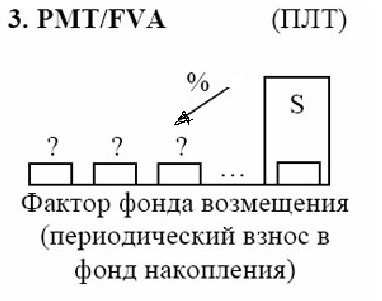 3. PMT/FVA (ПЛТ)
%
S
? ? ?
...
Фактор фонда возмещения
(периодический взнос в
фонд накопления)